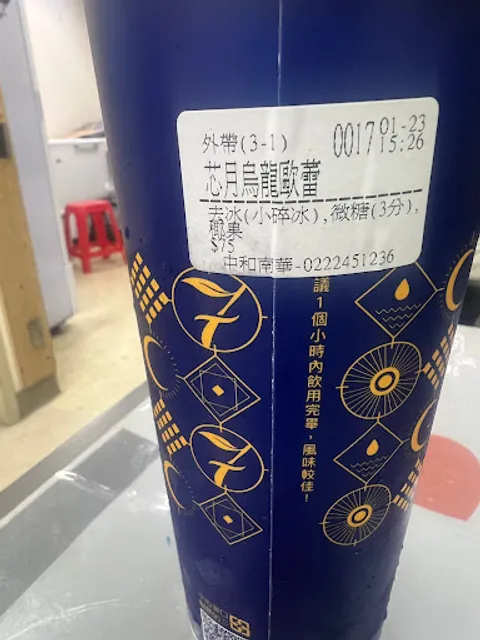 外帶(3-1) 0017 01-23 15:26
芯月烏龍歐蕾
去冰(小碎冰),微糖(3分),
椰果
$75
中和南華-0222451236
議1個小時內飲用完畢，風味較佳！